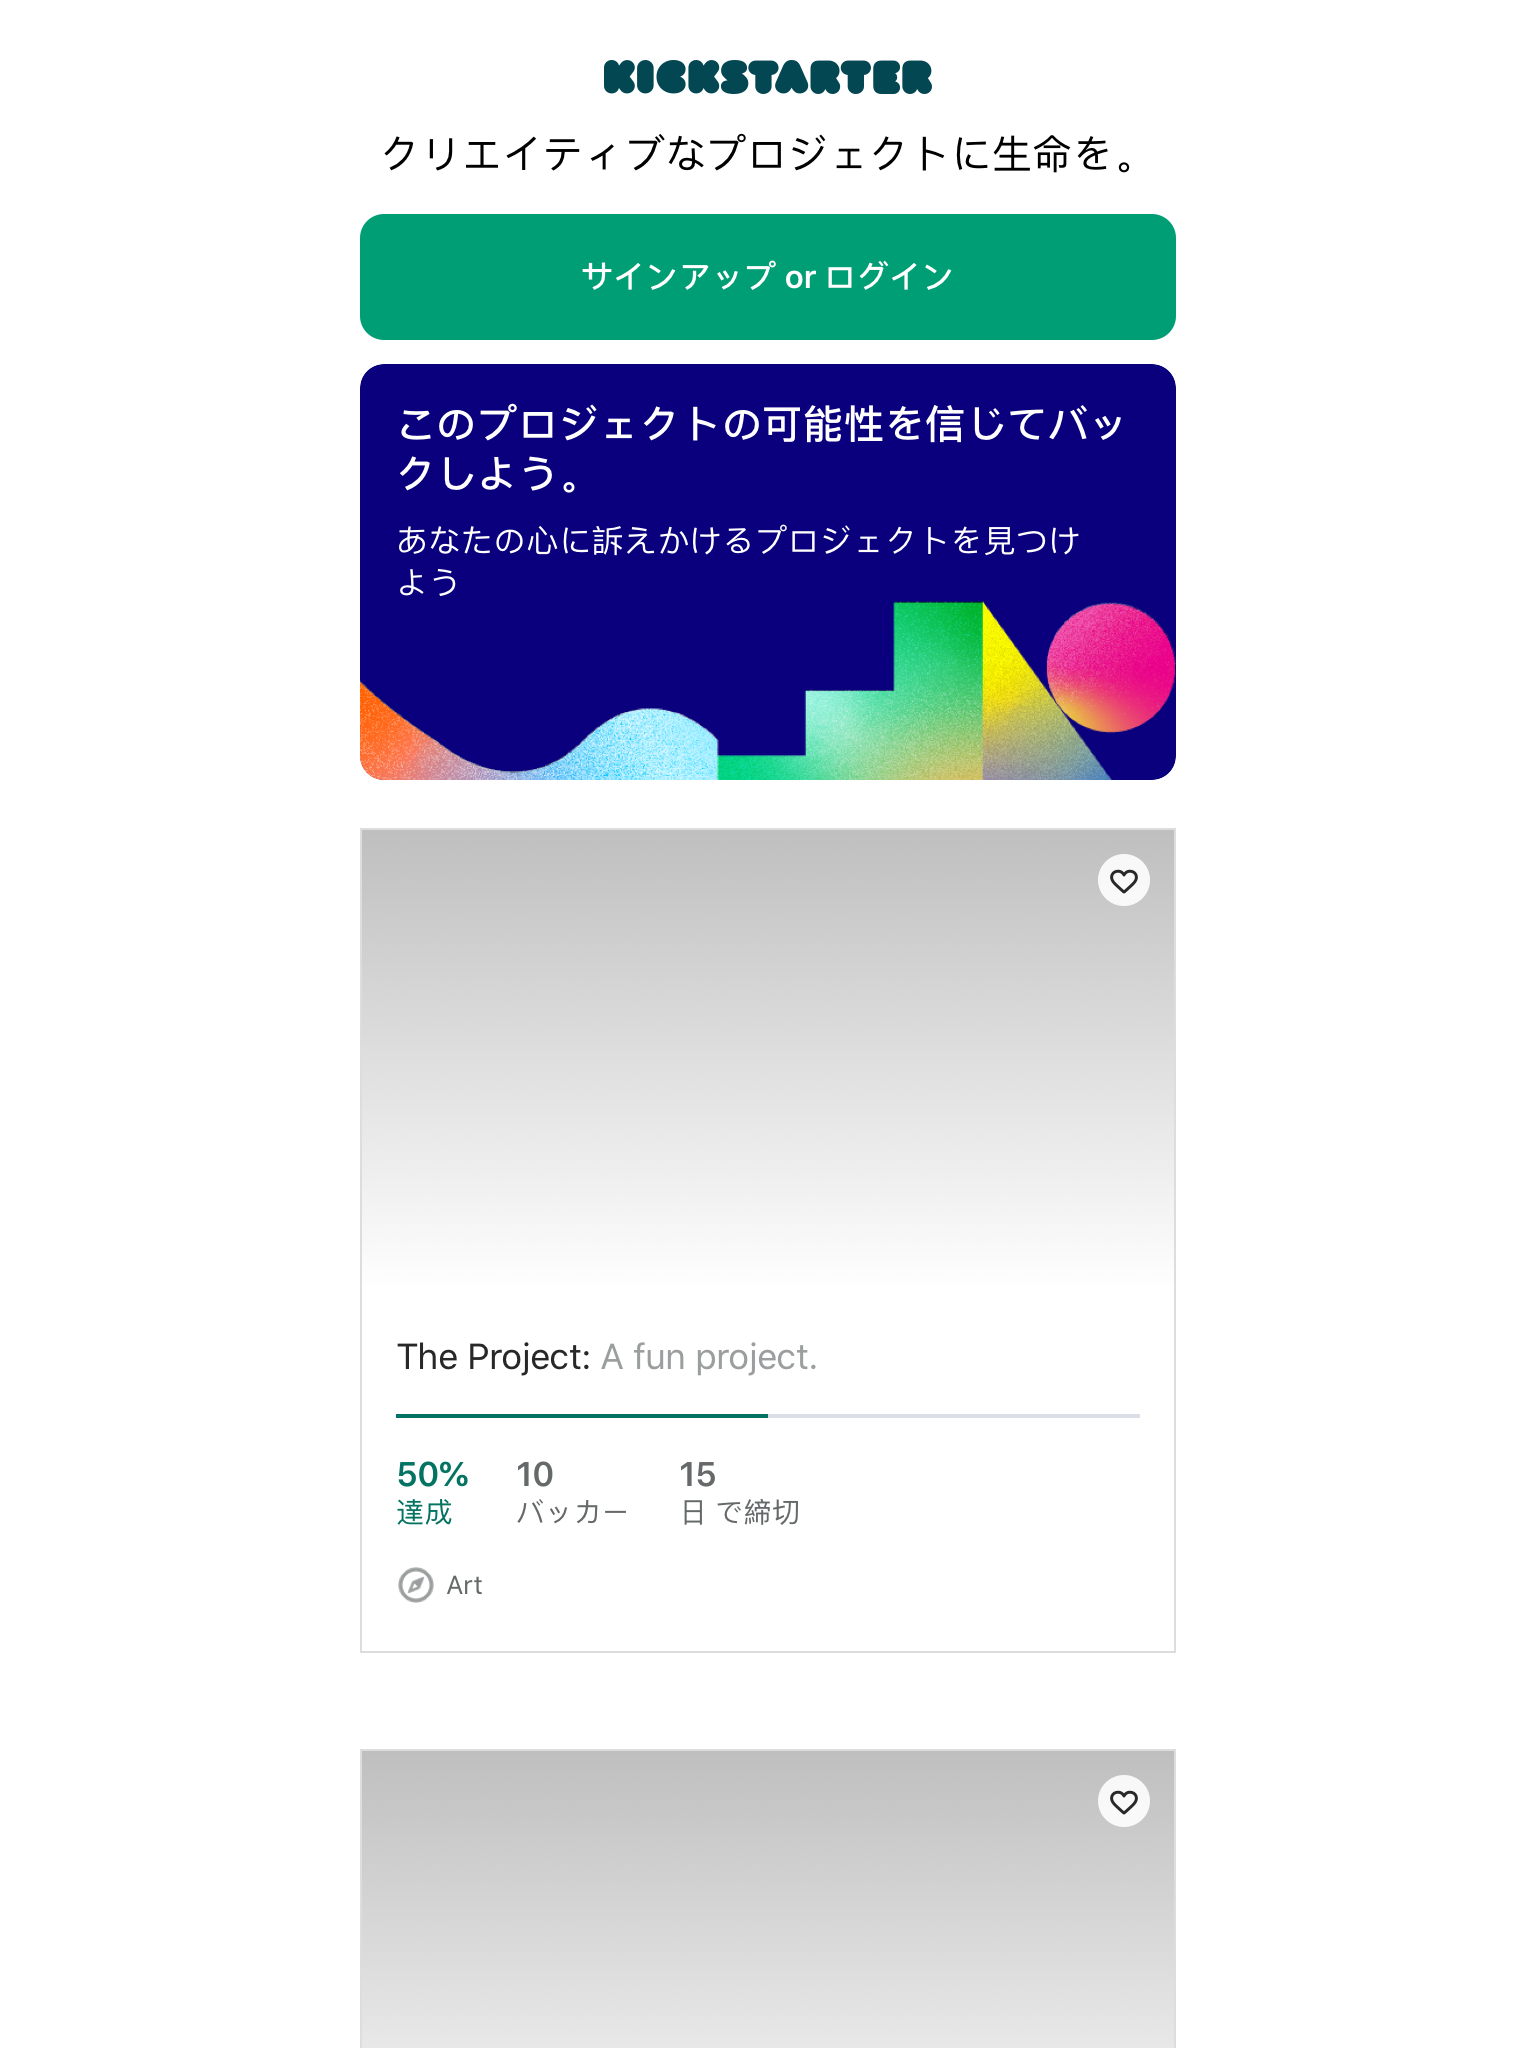 KICKSTARTER
クリエイティブなプロジェクトに生命を。
サインアップ or ログイン
このプロジェクトの可能性を信じてバッ
クしよう。
あなたの心に訴えかけるプロジェクトを見つけ
よう
The Project: A fun project.
50% 10 15
達成 バッカー 日 で締切
Art